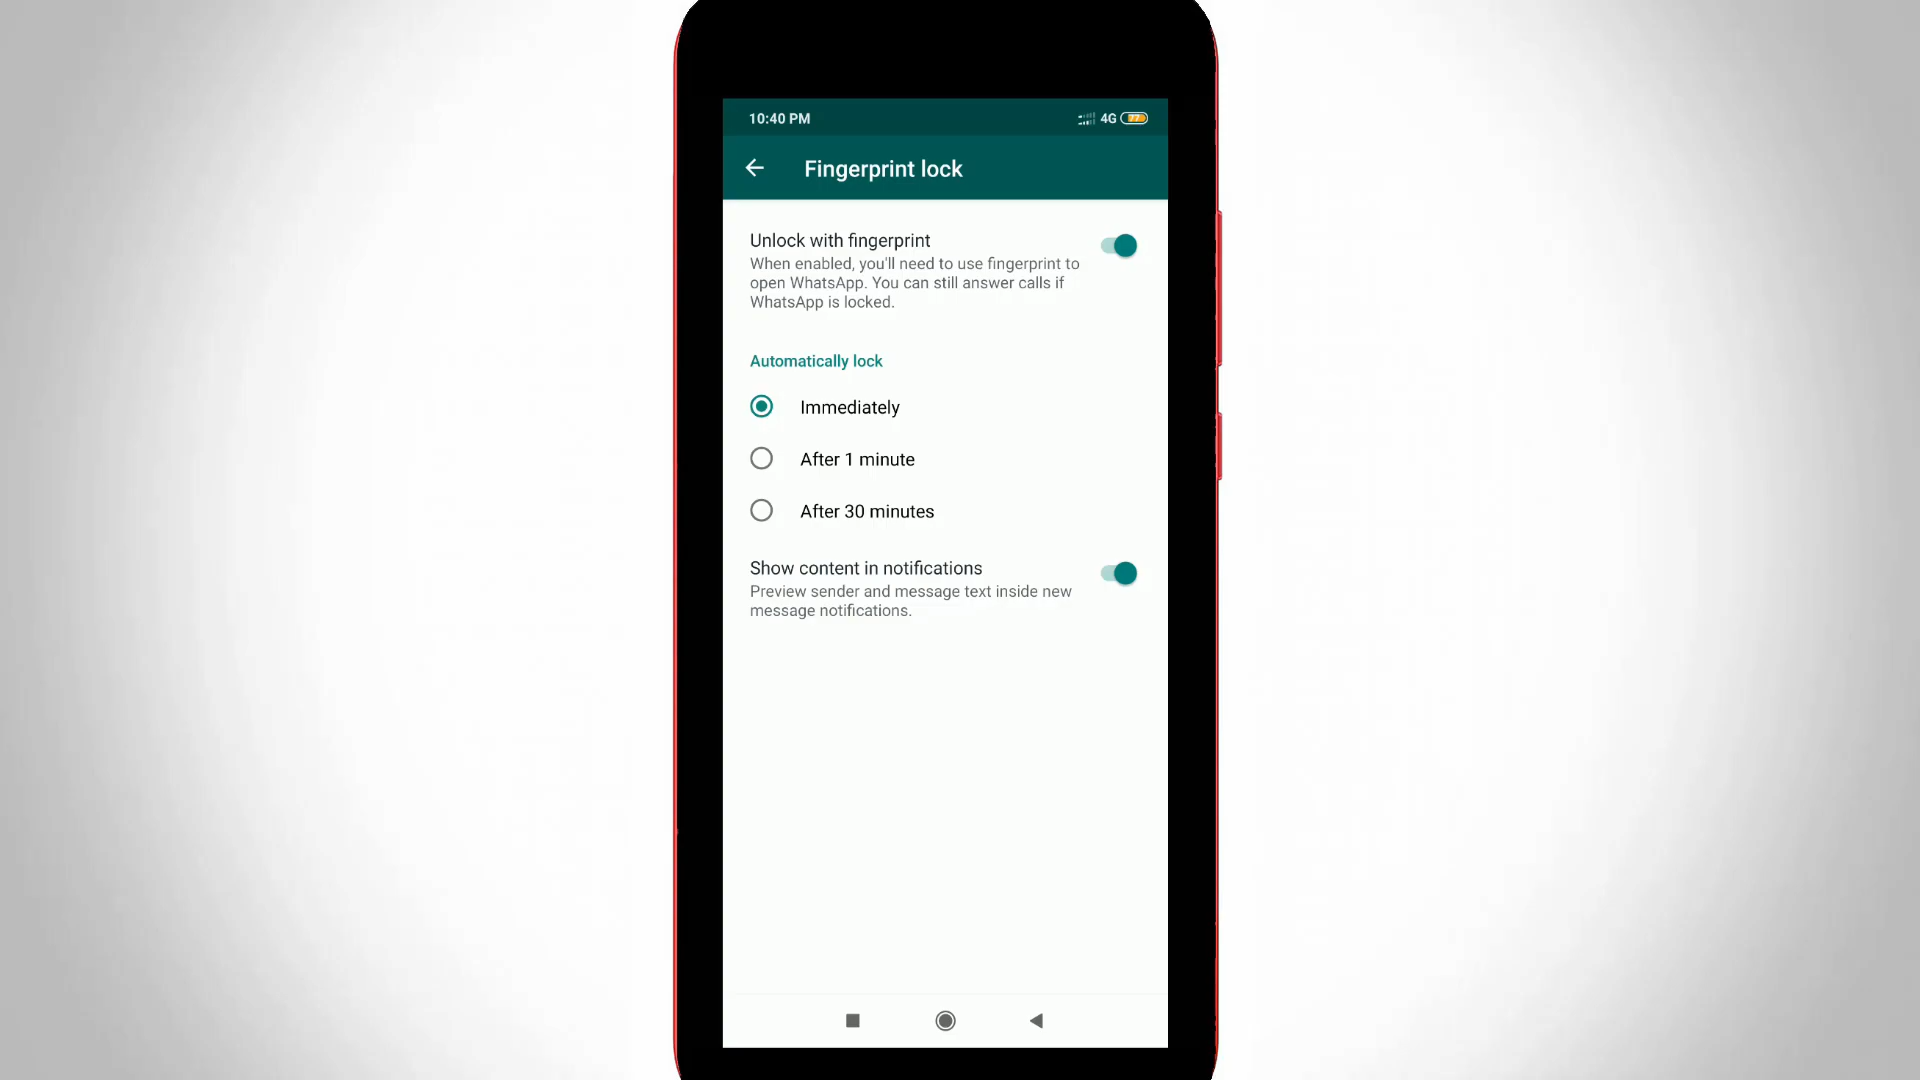 10:40 PM 4G 77
Fingerprint lock
Unlock with fingerprint
When enabled, you'll need to use fingerprint to
open WhatsApp. You can still answer calls if
WhatsApp is locked.
Automatically lock
Immediately
After 1 minute
After 30 minutes
Show content in notifications
Preview sender and message text inside new
message notifications.